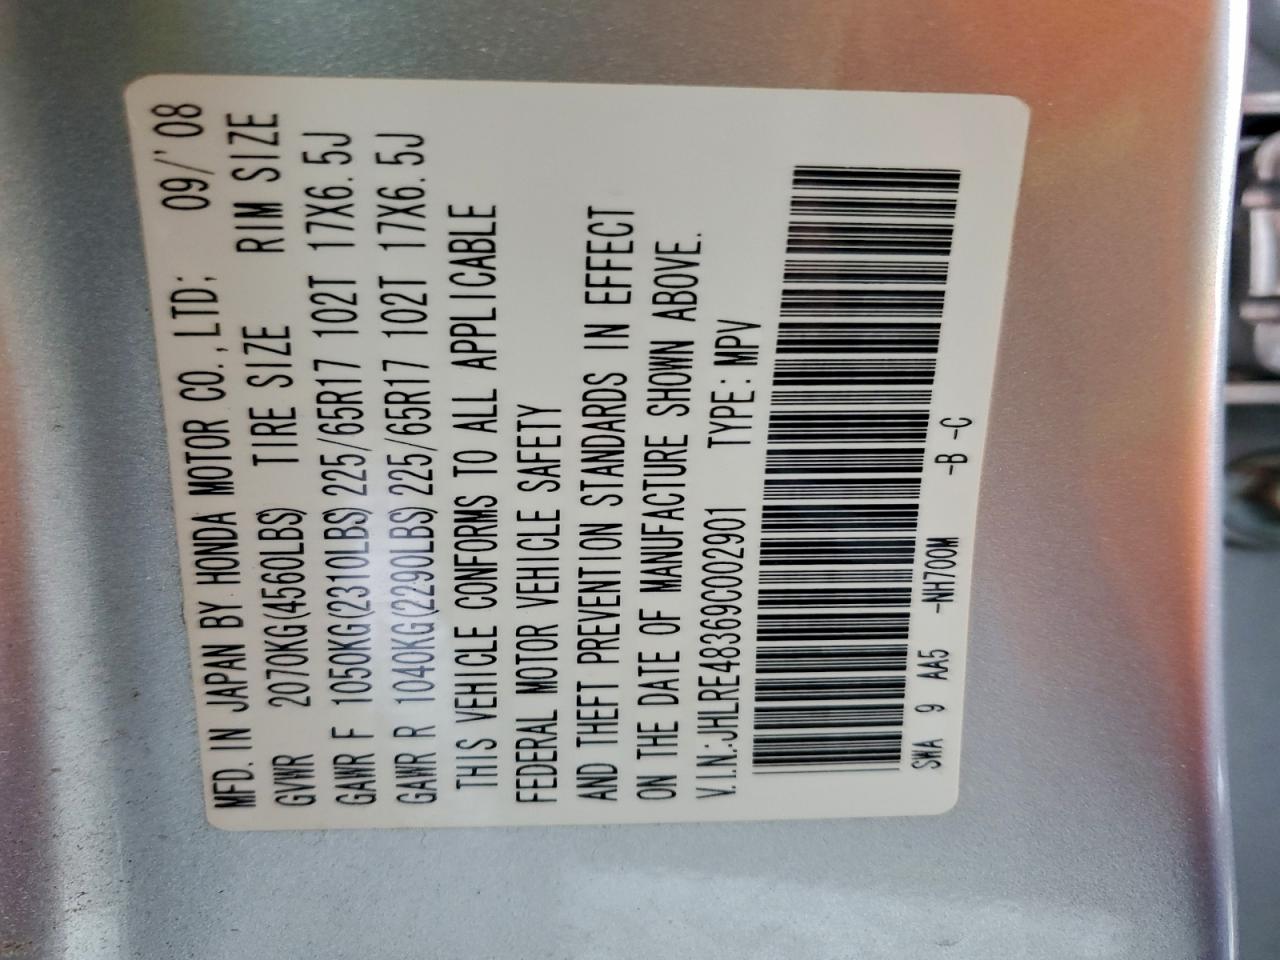 MFD. IN JAPAN BY HONDA MOTOR CO., LTD; 09/'08
GVWR 2070KG(4560LBS) TIRE SIZE RIM SIZE
GAWR F 1050KG(2310LBS)225/65R17 102T 17X6.5J
GAWR R 1040KG(2290LBS)225/65R17 102T 17X6.5J
THIS VEHICLE CONFORMS TO ALL APPLICABLE
FEDERAL MOTOR VEHICLE SAFETY
AND THEFT PREVENTION STANDARDS IN EFFECT
ON THE DATE OF MANUFACTURE SHOWN ABOVE.
V.I.N.:JHLRE48369C002901 TYPE:MPV
SWA 9 AA5 -NH700M -B -C